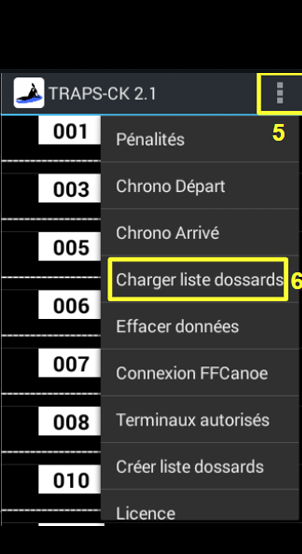 TRAPS-CK 2.1
5
001
Pénalités
003
Chrono Départ
005
Chrono Arrivé
Charger liste dossards
6
006
Effacer données
007
Connexion FFCanoe
008
Terminaux autorisés
010
Créer liste dossards
Licence